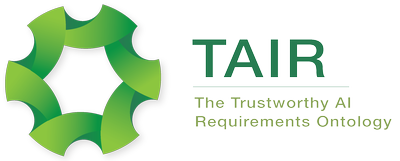 TAIR
The Trustworthy AI
Requirements Ontology